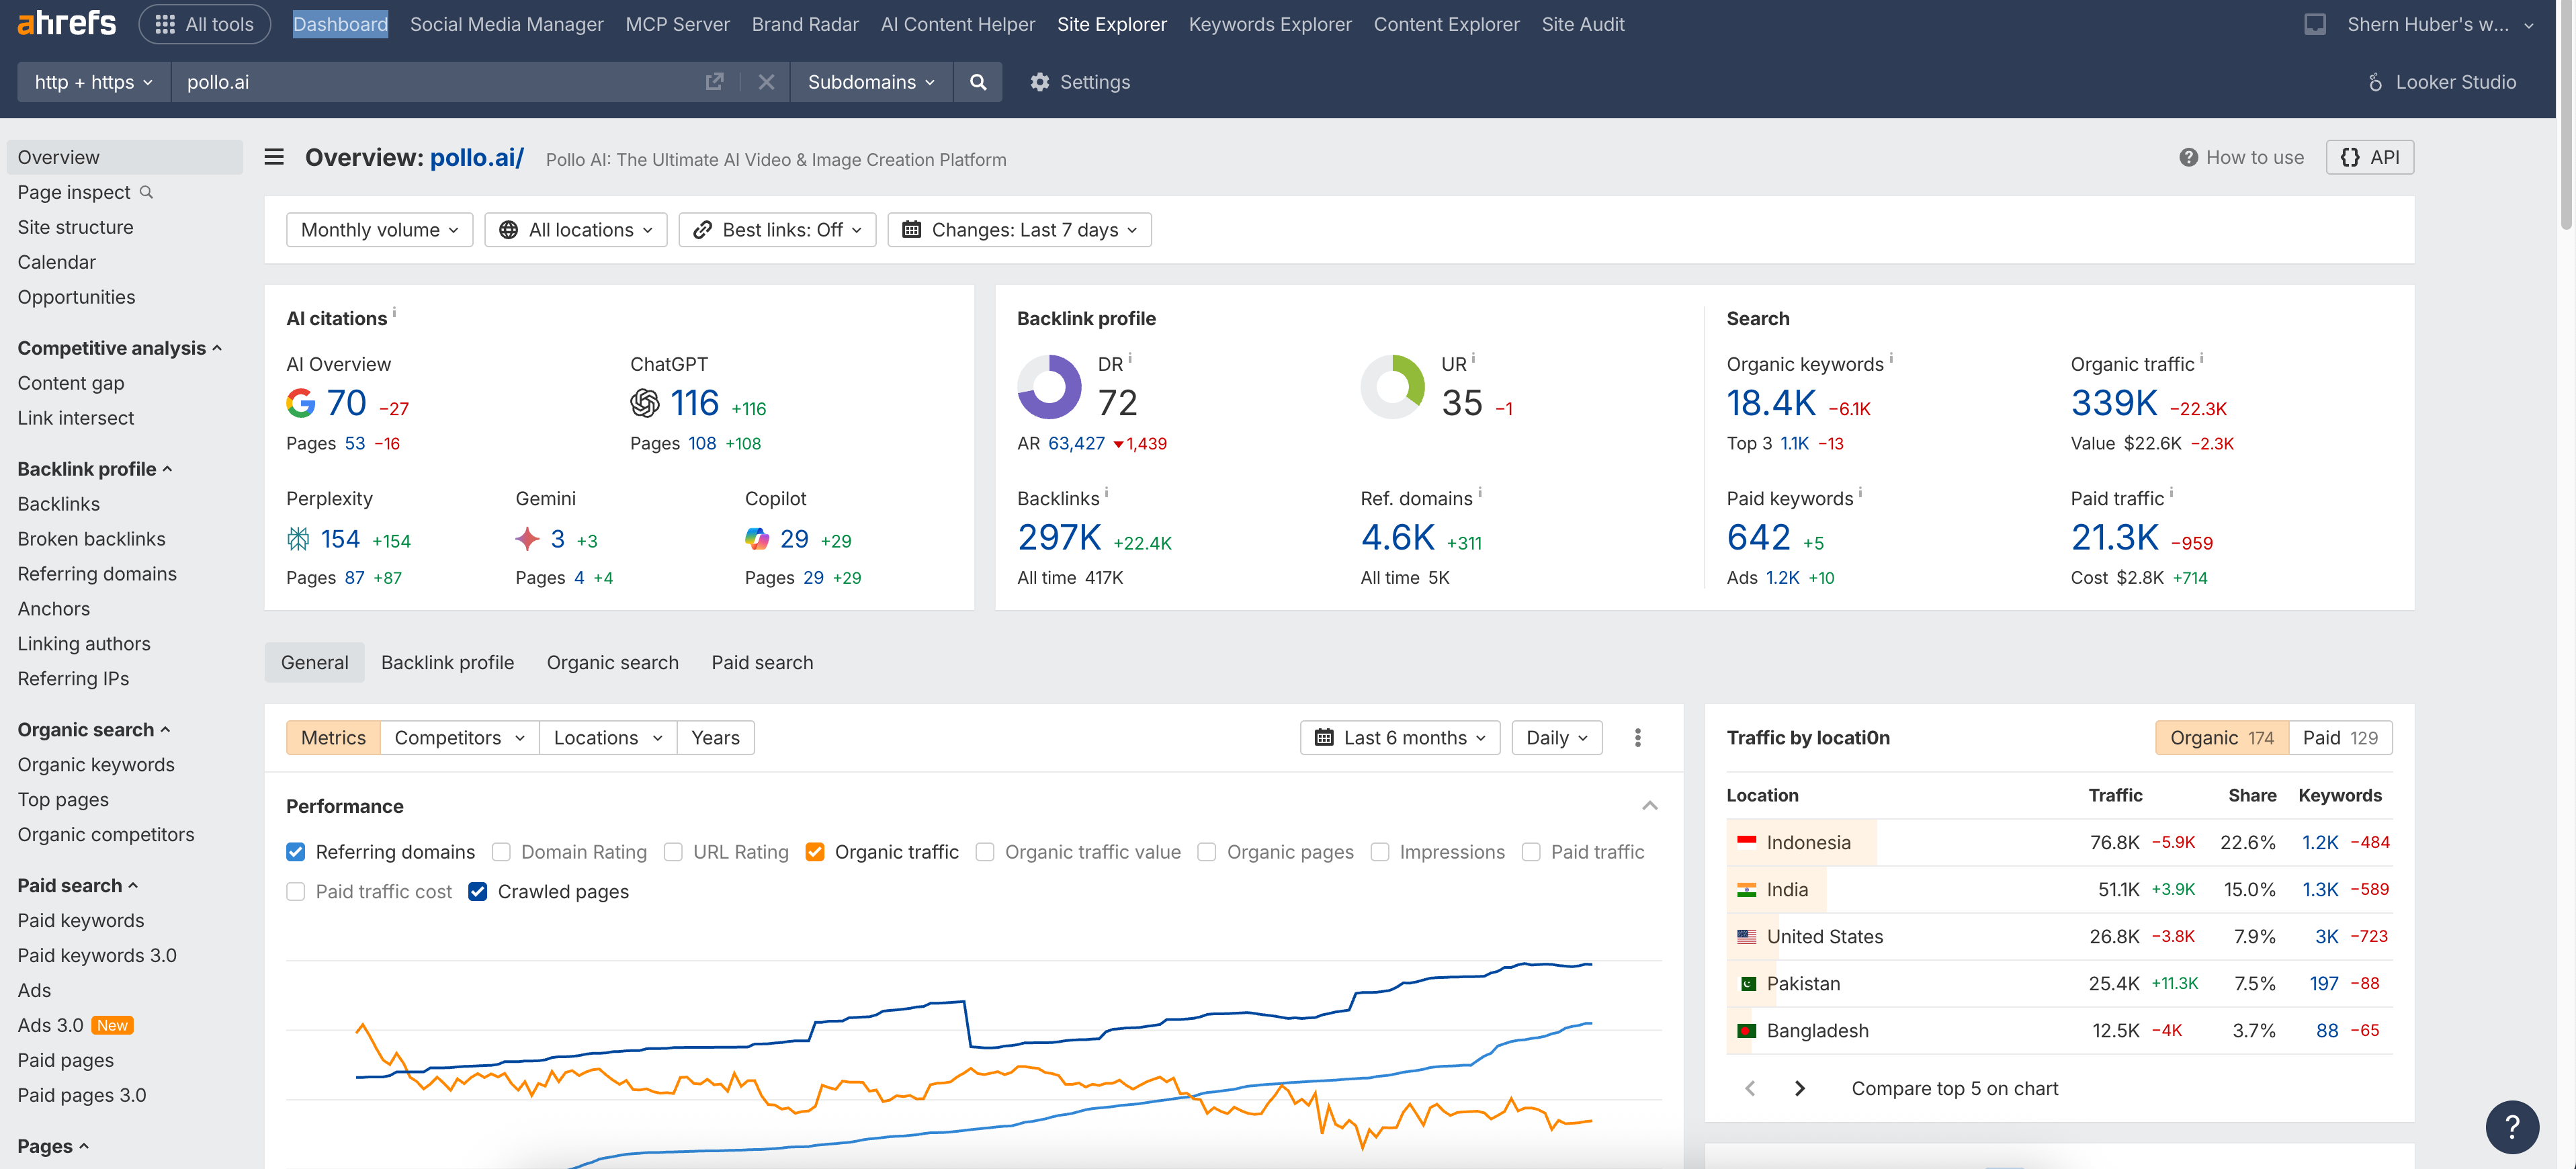 ahrefs All tools Dashboard Social Media Manager MCP Server Brand Radar AI Content Helper Site Explorer Keywords Explorer Content Explorer Site Audit Shern Huber's w...
http + https pollo.ai Subdomains Settings Looker Studio
Overview
Page inspect
Site structure
Calendar
Opportunities
Competitive analysis
Content gap
Link intersect
Backlink profile
Backlinks
Broken backlinks
Referring domains
Anchors
Linking authors
Referring IPs
Organic search
Organic keywords
Top pages
Organic competitors
Paid search
Paid keywords
Paid keywords 3.0
Ads
Ads 3.0 New
Paid pages
Paid pages 3.0
Pages
Overview: pollo.ai/ Pollo AI: The Ultimate AI Video & Image Creation Platform How to use {} API
Monthly volume All locations Best links: Off Changes: Last 7 days
AI citations i
AI Overview
70 −27
Pages 53 −16
ChatGPT
116 +116
Pages 108 +108
Perplexity
154 +154
Pages 87 +87
Gemini
3 +3
Pages 4 +4
Copilot
29 +29
Pages 29 +29
Backlink profile
DR i
72
AR 63,427 ▼1,439
UR i
35 −1
Backlinks i
297K +22.4K
All time 417K
Ref. domains i
4.6K +311
All time 5K
Search
Organic keywords i
18.4K −6.1K
Top 3 1.1K −13
Organic traffic i
339K −22.3K
Value $22.6K −2.3K
Paid keywords i
642 +5
Ads 1.2K +10
Paid traffic i
21.3K −959
Cost $2.8K +714
General Backlink profile Organic search Paid search
Metrics Competitors Locations Years Last 6 months Daily
Performance
Referring domains Domain Rating URL Rating Organic traffic Organic traffic value Organic pages Impressions Paid traffic
Paid traffic cost Crawled pages
Traffic by locati0n Organic 174 Paid 129
Location Traffic Share Keywords
Indonesia 76.8K −5.9K 22.6% 1.2K −484
India 51.1K +3.9K 15.0% 1.3K −589
United States 26.8K −3.8K 7.9% 3K −723
Pakistan 25.4K +11.3K 7.5% 197 −88
Bangladesh 12.5K −4K 3.7% 88 −65
Compare top 5 on chart
?